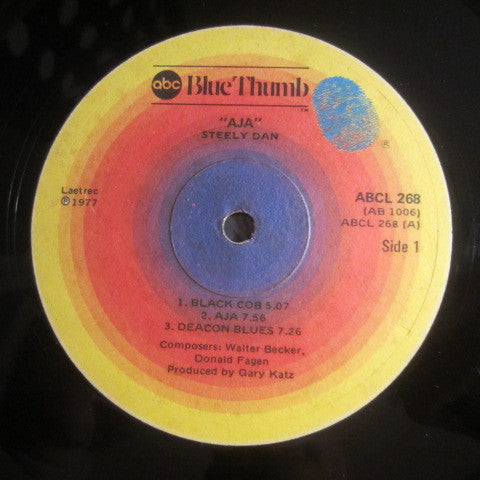 abc Blue Thumb ™
"AJA"
STEELY DAN
®
Laetrec
℗ 1977
ABCL 268
(AB 1006)
ABCL 268 (A)
Side 1
1. BLACK COB 5.07
2. AJA 7.56
3. DEACON BLUES 7.26
Composers: Walter Becker,
Donald Fagen
Produced by Gary Katz